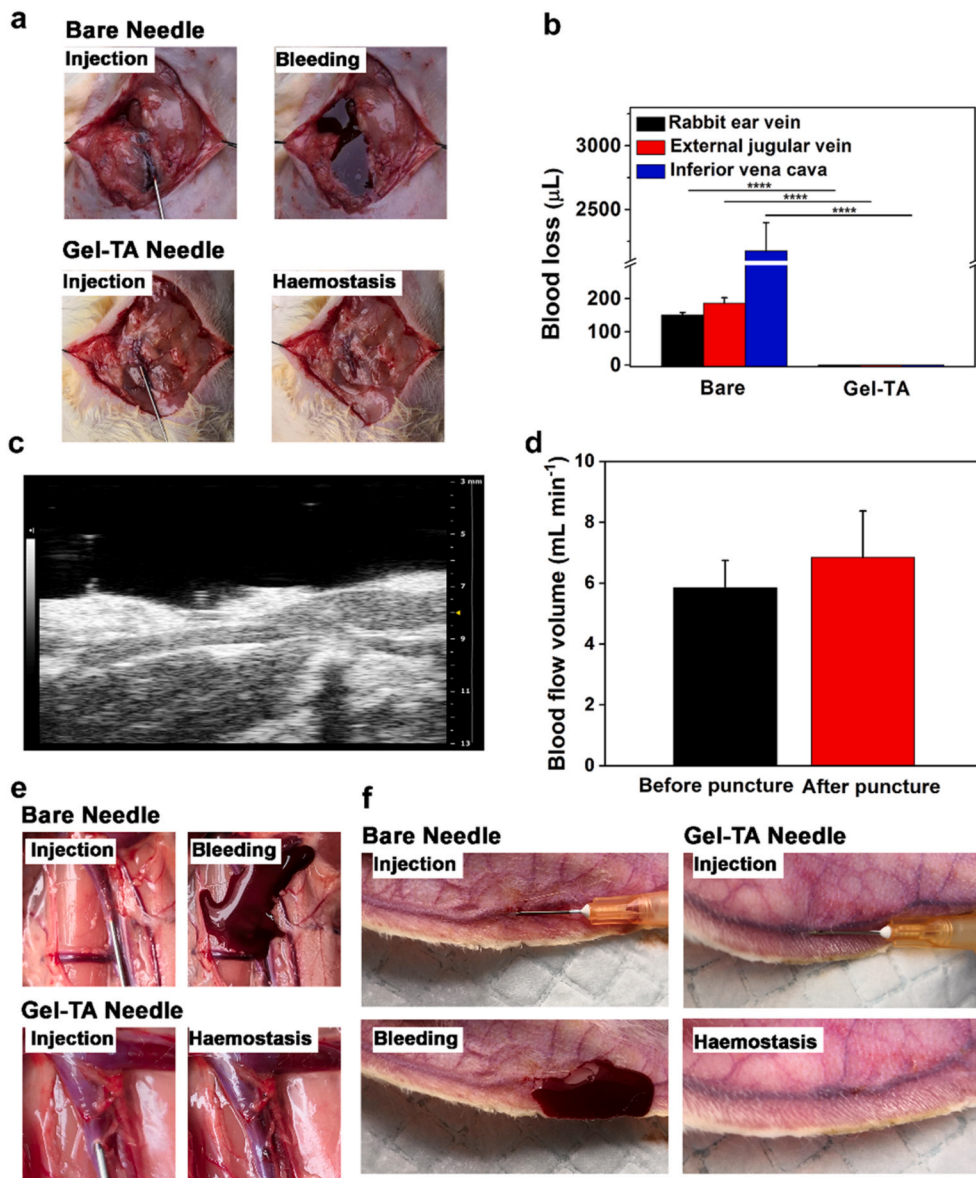 a
Bare Needle
Injection
Bleeding
Gel-TA Needle
Injection
Haemostasis
b
Blood loss (μL)
3000
2500
200
100
0
Rabbit ear vein
External jugular vein
Inferior vena cava
****
****
****
Bare
Gel-TA
c
3 mm
5
7
9
11
13
d
Blood flow volume (mL min⁻¹)
10
8
6
4
2
0
Before puncture
After puncture
e
Bare Needle
Injection
Bleeding
Gel-TA Needle
Injection
Haemostasis
f
Bare Needle
Injection
Gel-TA Needle
Injection
Bleeding
Haemostasis